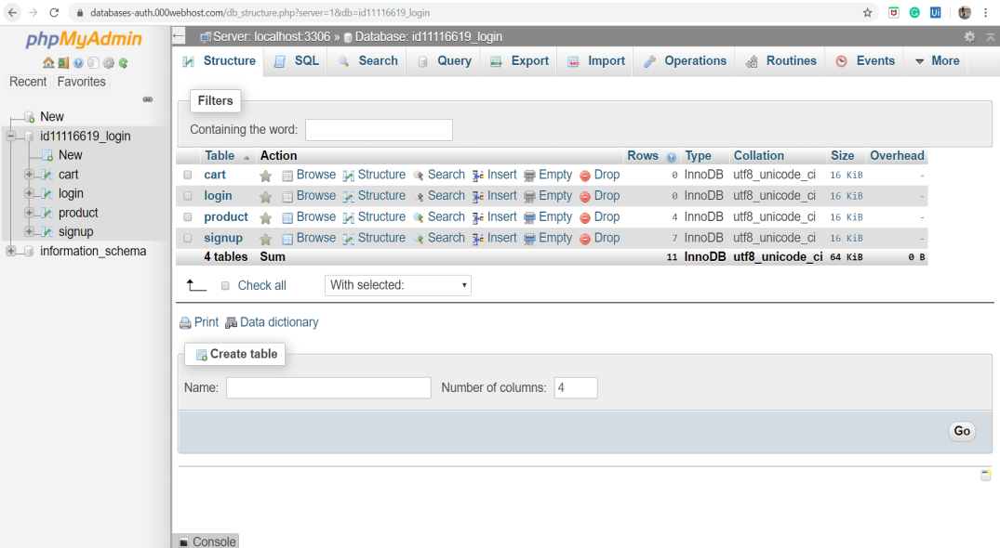 databases-auth.000webhost.com/db_structure.php?server=1&db=id11116619_login
phpMyAdmin
Recent Favorites
New
id11116619_login
New
cart
login
product
signup
information_schema
Server: localhost:3306 » Database: id11116619_login
Structure SQL Search Query Export Import Operations Routines Events More
Filters
Containing the word:
Table Action Rows Type Collation Size Overhead
cart Browse Structure Search Insert Empty Drop 0 InnoDB utf8_unicode_ci 16 KiB -
login Browse Structure Search Insert Empty Drop 0 InnoDB utf8_unicode_ci 16 KiB -
product Browse Structure Search Insert Empty Drop 4 InnoDB utf8_unicode_ci 16 KiB -
signup Browse Structure Search Insert Empty Drop 7 InnoDB utf8_unicode_ci 16 KiB -
4 tables Sum 11 InnoDB utf8_unicode_ci 64 KiB 0 B
Check all With selected:
Print Data dictionary
Create table
Name: Number of columns: 4
Go
Console